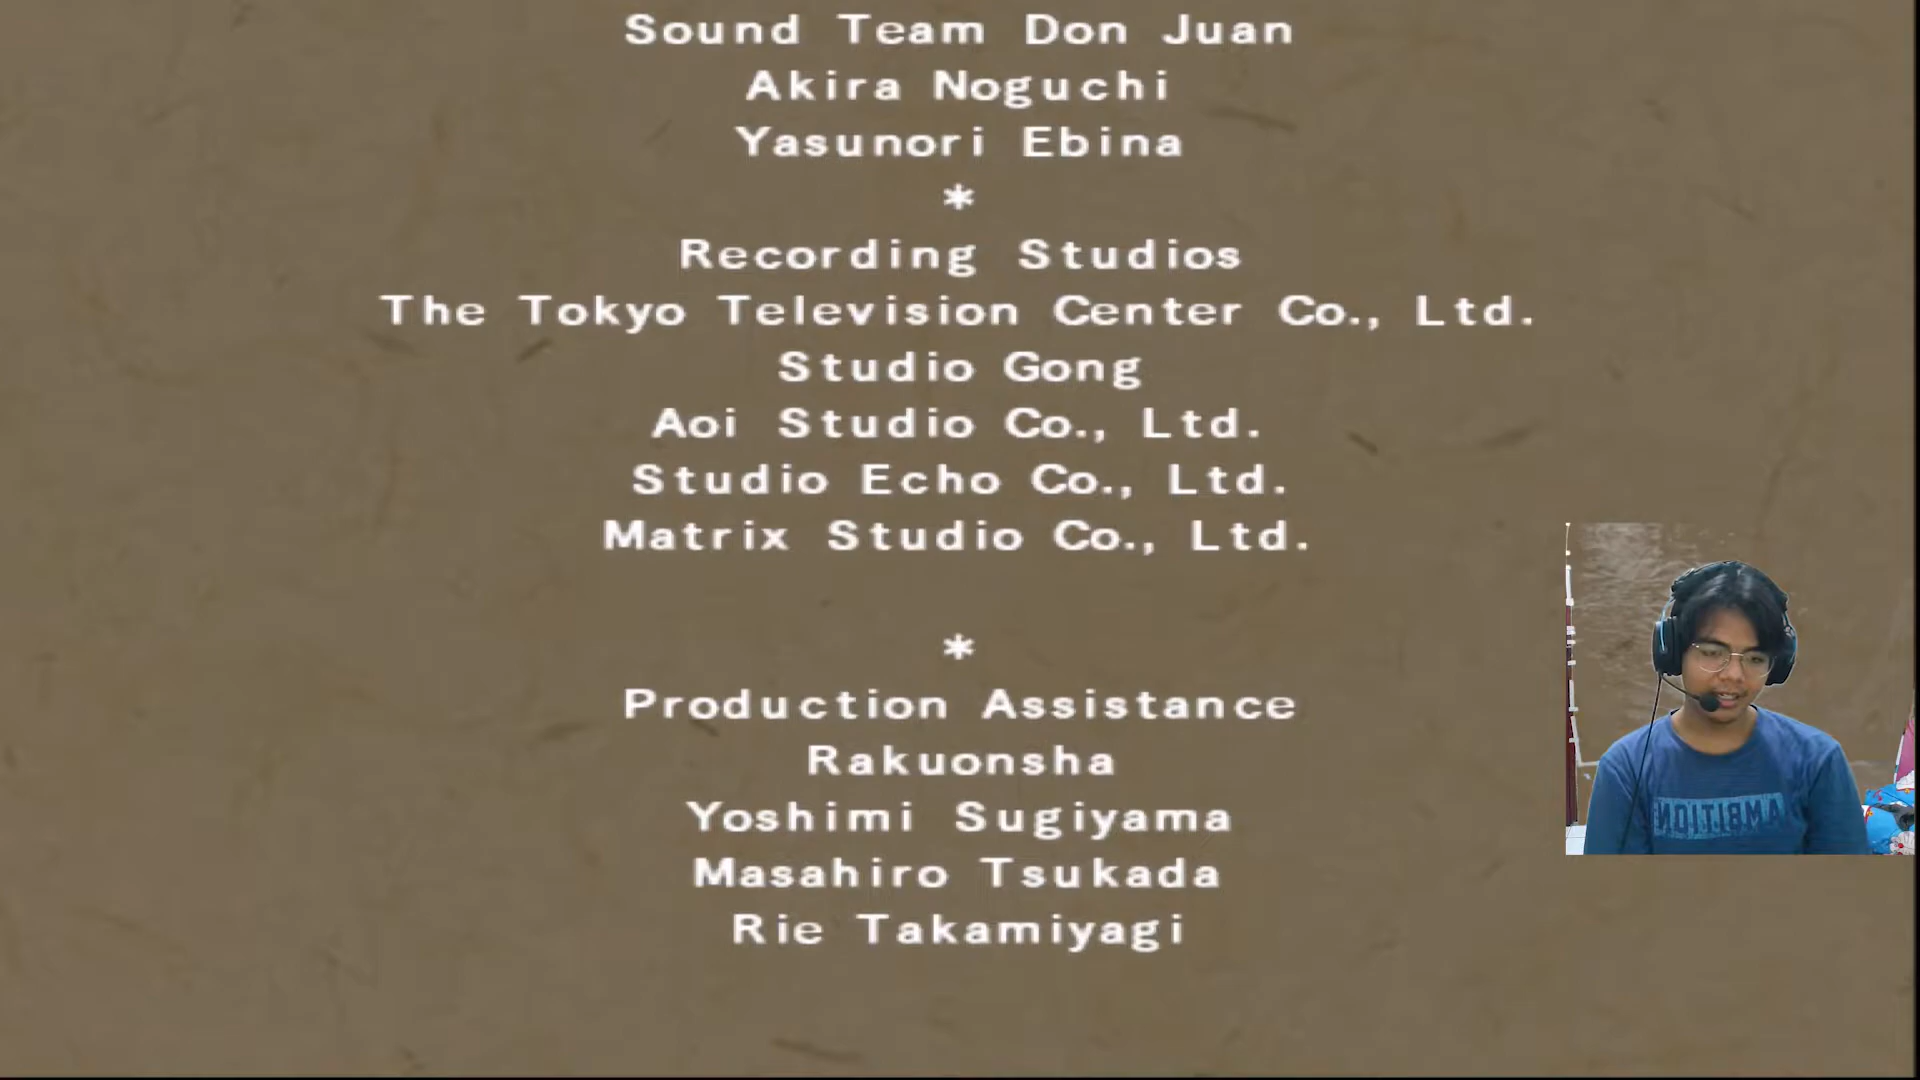 Sound Team Don Juan
Akira Noguchi
Yasunori Ebina
*
Recording Studios
The Tokyo Television Center Co., Ltd.
Studio Gong
Aoi Studio Co., Ltd.
Studio Echo Co., Ltd.
Matrix Studio Co., Ltd.
*
Production Assistance
Rakuonsha
Yoshimi Sugiyama
Masahiro Tsukada
Rie Takamiyagi
AMBITION